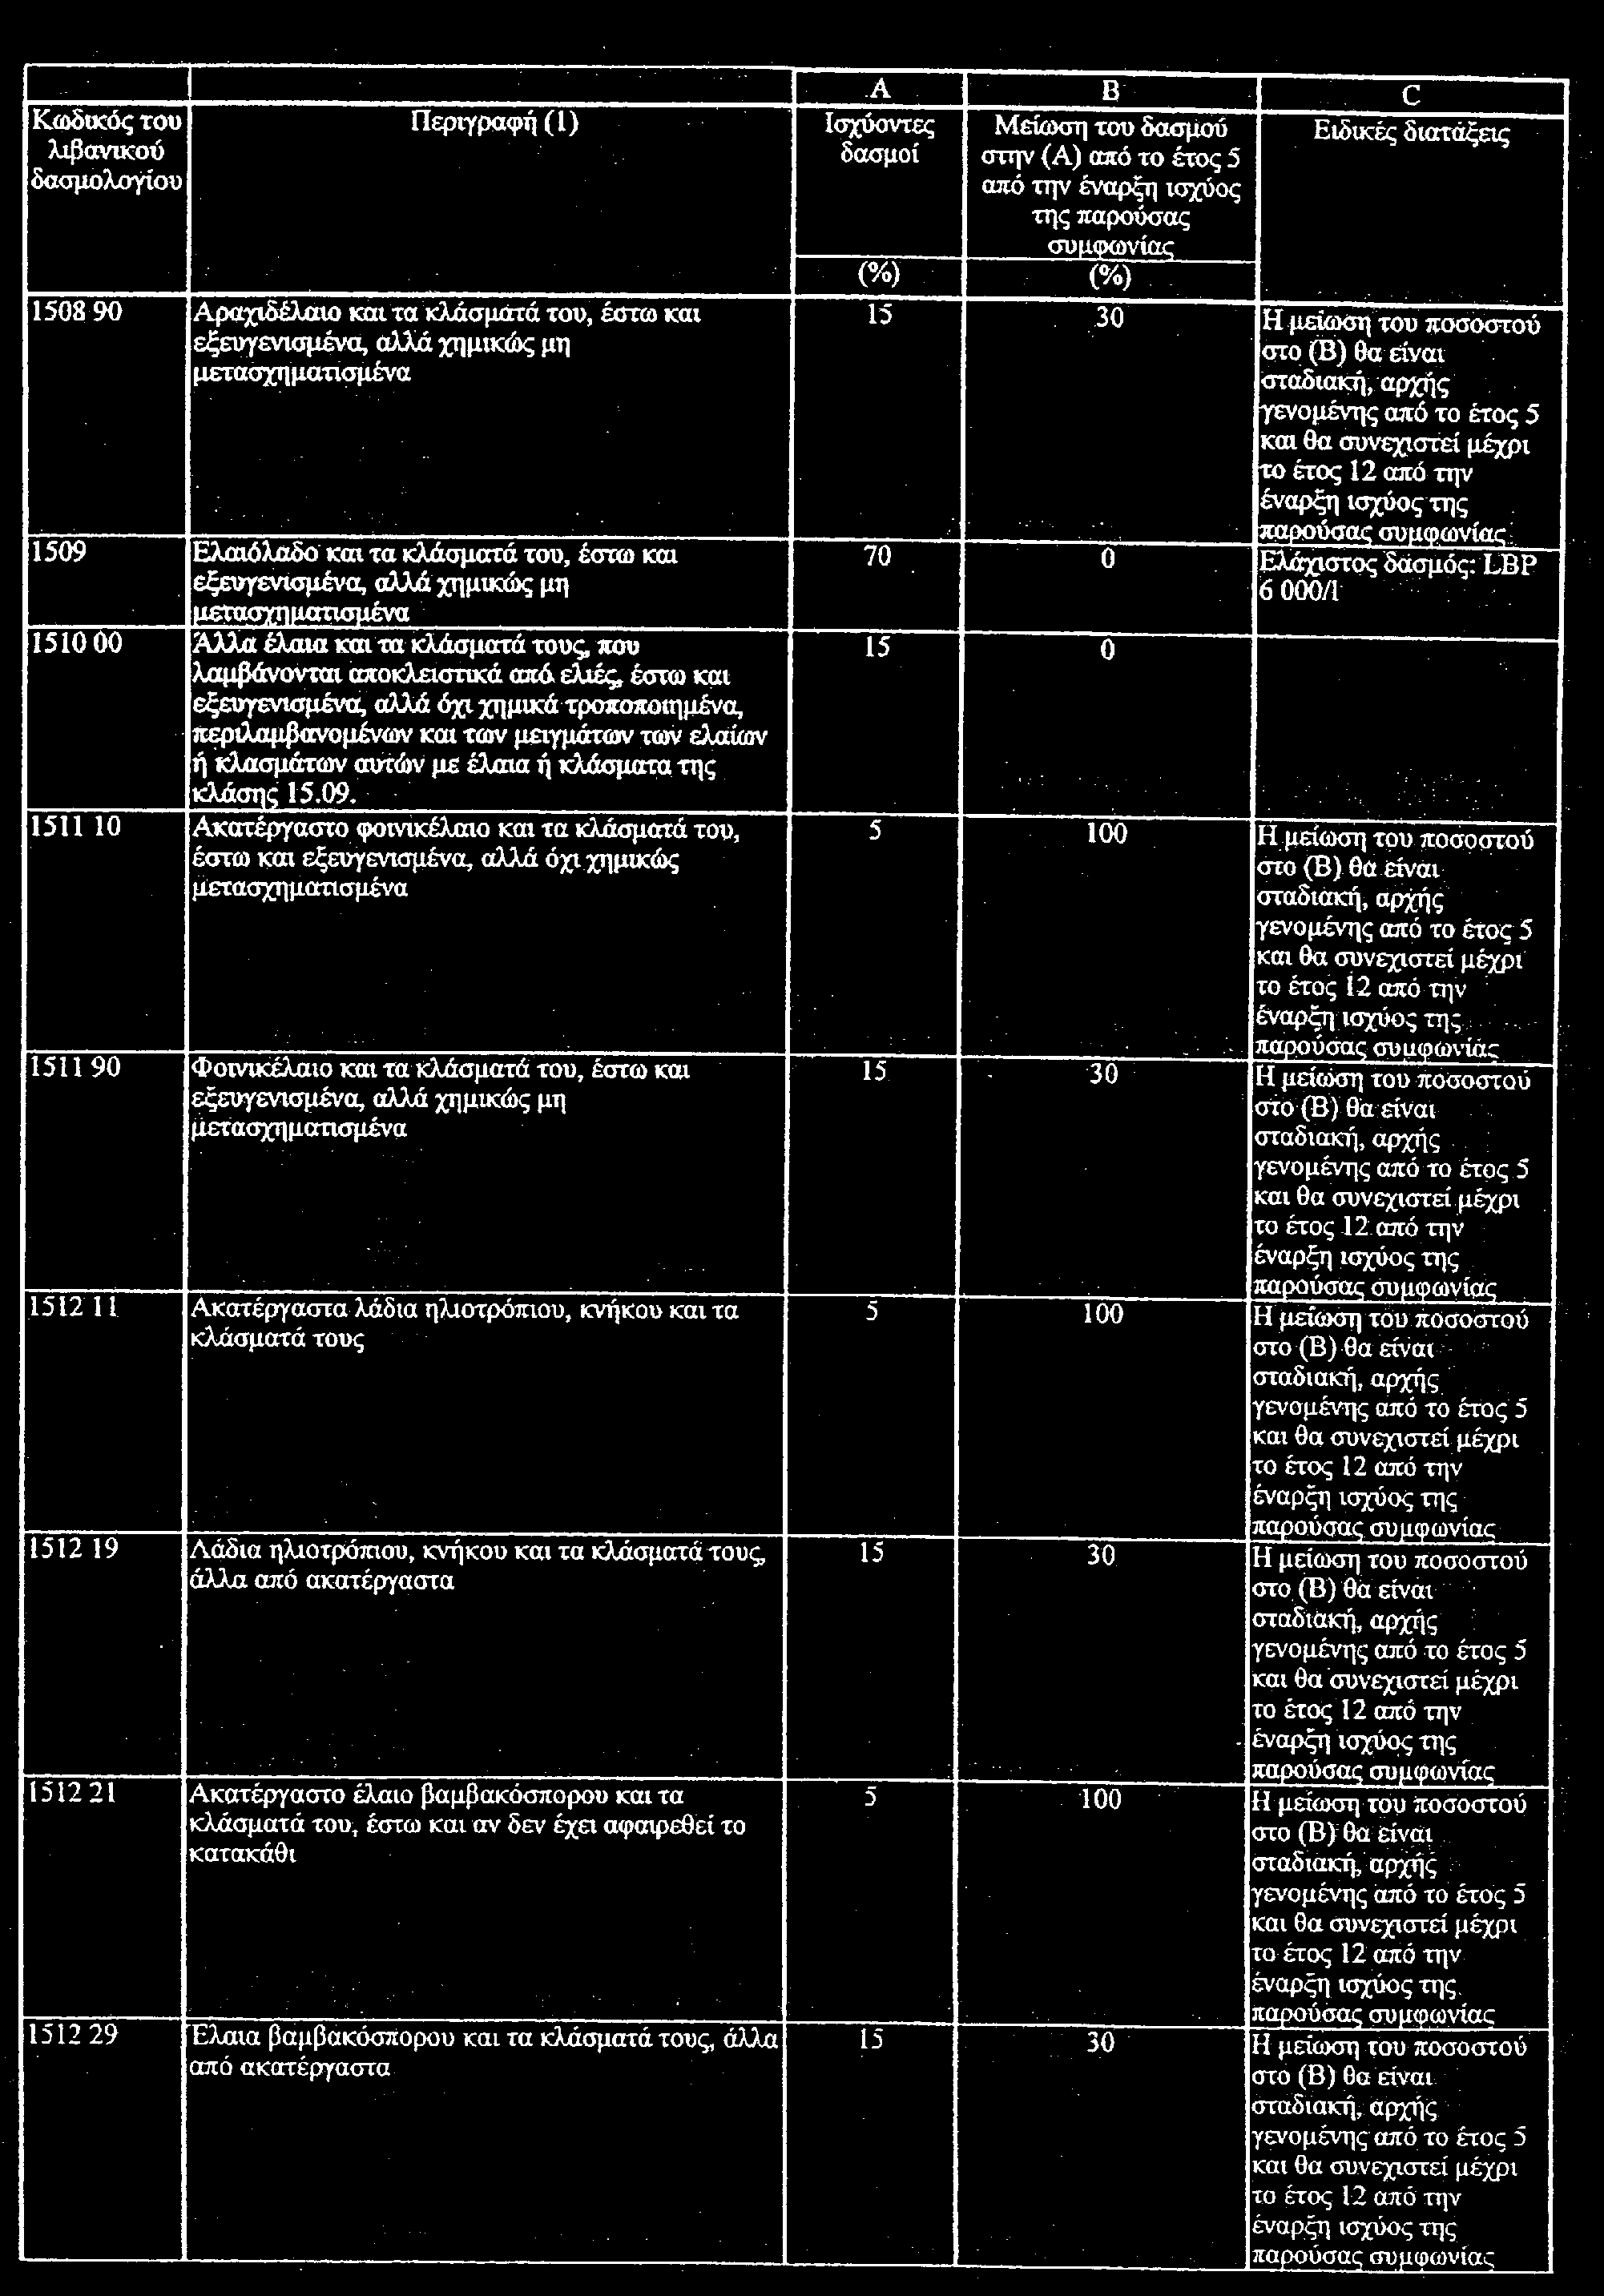 A B C
Κωδικός του
λιβανικού
δασμολογίου
Περιγραφή (1)
Ισχύοντες
δασμοί
(%)
Μείωση του δασμού
στην (Α) από το έτος 5
από την έναρξη ισχύος
της παρούσας
συμφωνίας
(%)
Ειδικές διατάξεις
1508 90
Αραχιδέλαιο και τα κλάσματά του, έστω και
εξευγενισμένα, αλλά χημικώς μη
μετασχηματισμένα
15
30
Η μείωση του ποσοστού
στο (Β) θα είναι
σταδιακή, αρχής
γενομένης από το έτος 5
και θα συνεχιστεί μέχρι
το έτος 12 από την
έναρξη ισχύος της
παρούσας συμφωνίας
1509
Ελαιόλαδο και τα κλάσματά του, έστω και
εξευγενισμένα, αλλά χημικώς μη
μετασχηματισμένα
70
0
Ελάχιστος δασμός: LBP
6 000/l
1510 00
Άλλα έλαια και τα κλάσματά τους, που
λαμβάνονται αποκλειστικά από ελιές, έστω και
εξευγενισμένα, αλλά όχι χημικά τροποποιημένα,
περιλαμβανομένων και των μειγμάτων των ελαίων
ή κλασμάτων αυτών με έλαια ή κλάσματα της
κλάσης 15.09.
15
0
1511 10
Ακατέργαστο φοινικέλαιο και τα κλάσματά του,
έστω και εξευγενισμένα, αλλά όχι χημικώς
μετασχηματισμένα
5
100
Η μείωση του ποσοστού
στο (Β) θα είναι
σταδιακή, αρχής
γενομένης από το έτος 5
και θα συνεχιστεί μέχρι
το έτος 12 από την
έναρξη ισχύος της
παρούσας συμφωνίας
1511 90
Φοινικέλαιο και τα κλάσματά του, έστω και
εξευγενισμένα, αλλά χημικώς μη
μετασχηματισμένα
15
30
Η μείωση του ποσοστού
στο (Β) θα είναι
σταδιακή, αρχής
γενομένης από το έτος 5
και θα συνεχιστεί μέχρι
το έτος 12 από την
έναρξη ισχύος της
παρούσας συμφωνίας
1512 11
Ακατέργαστα λάδια ηλιοτρόπιου, κνήκου και τα
κλάσματά τους
5
100
Η μείωση του ποσοστού
στο (Β) θα είναι
σταδιακή, αρχής
γενομένης από το έτος 5
και θα συνεχιστεί μέχρι
το έτος 12 από την
έναρξη ισχύος της
παρούσας συμφωνίας
1512 19
Λάδια ηλιοτρόπιου, κνήκου και τα κλάσματά τους,
άλλα από ακατέργαστα
15
30
Η μείωση του ποσοστού
στο (Β) θα είναι
σταδιακή, αρχής
γενομένης από το έτος 5
και θα συνεχιστεί μέχρι
το έτος 12 από την
έναρξη ισχύος της
παρούσας συμφωνίας
1512 21
Ακατέργαστο έλαιο βαμβακόσπορου και τα
κλάσματά του, έστω και αν δεν έχει αφαιρεθεί το
κατακάθι
5
100
Η μείωση του ποσοστού
στο (Β) θα είναι
σταδιακή, αρχής
γενομένης από το έτος 5
και θα συνεχιστεί μέχρι
το έτος 12 από την
έναρξη ισχύος της
παρούσας συμφωνίας
1512 29
Έλαια βαμβακόσπορου και τα κλάσματά τους, άλλα
από ακατέργαστα
15
30
Η μείωση του ποσοστού
στο (Β) θα είναι
σταδιακή, αρχής
γενομένης από το έτος 5
και θα συνεχιστεί μέχρι
το έτος 12 από την
έναρξη ισχύος της
παρούσας συμφωνίας